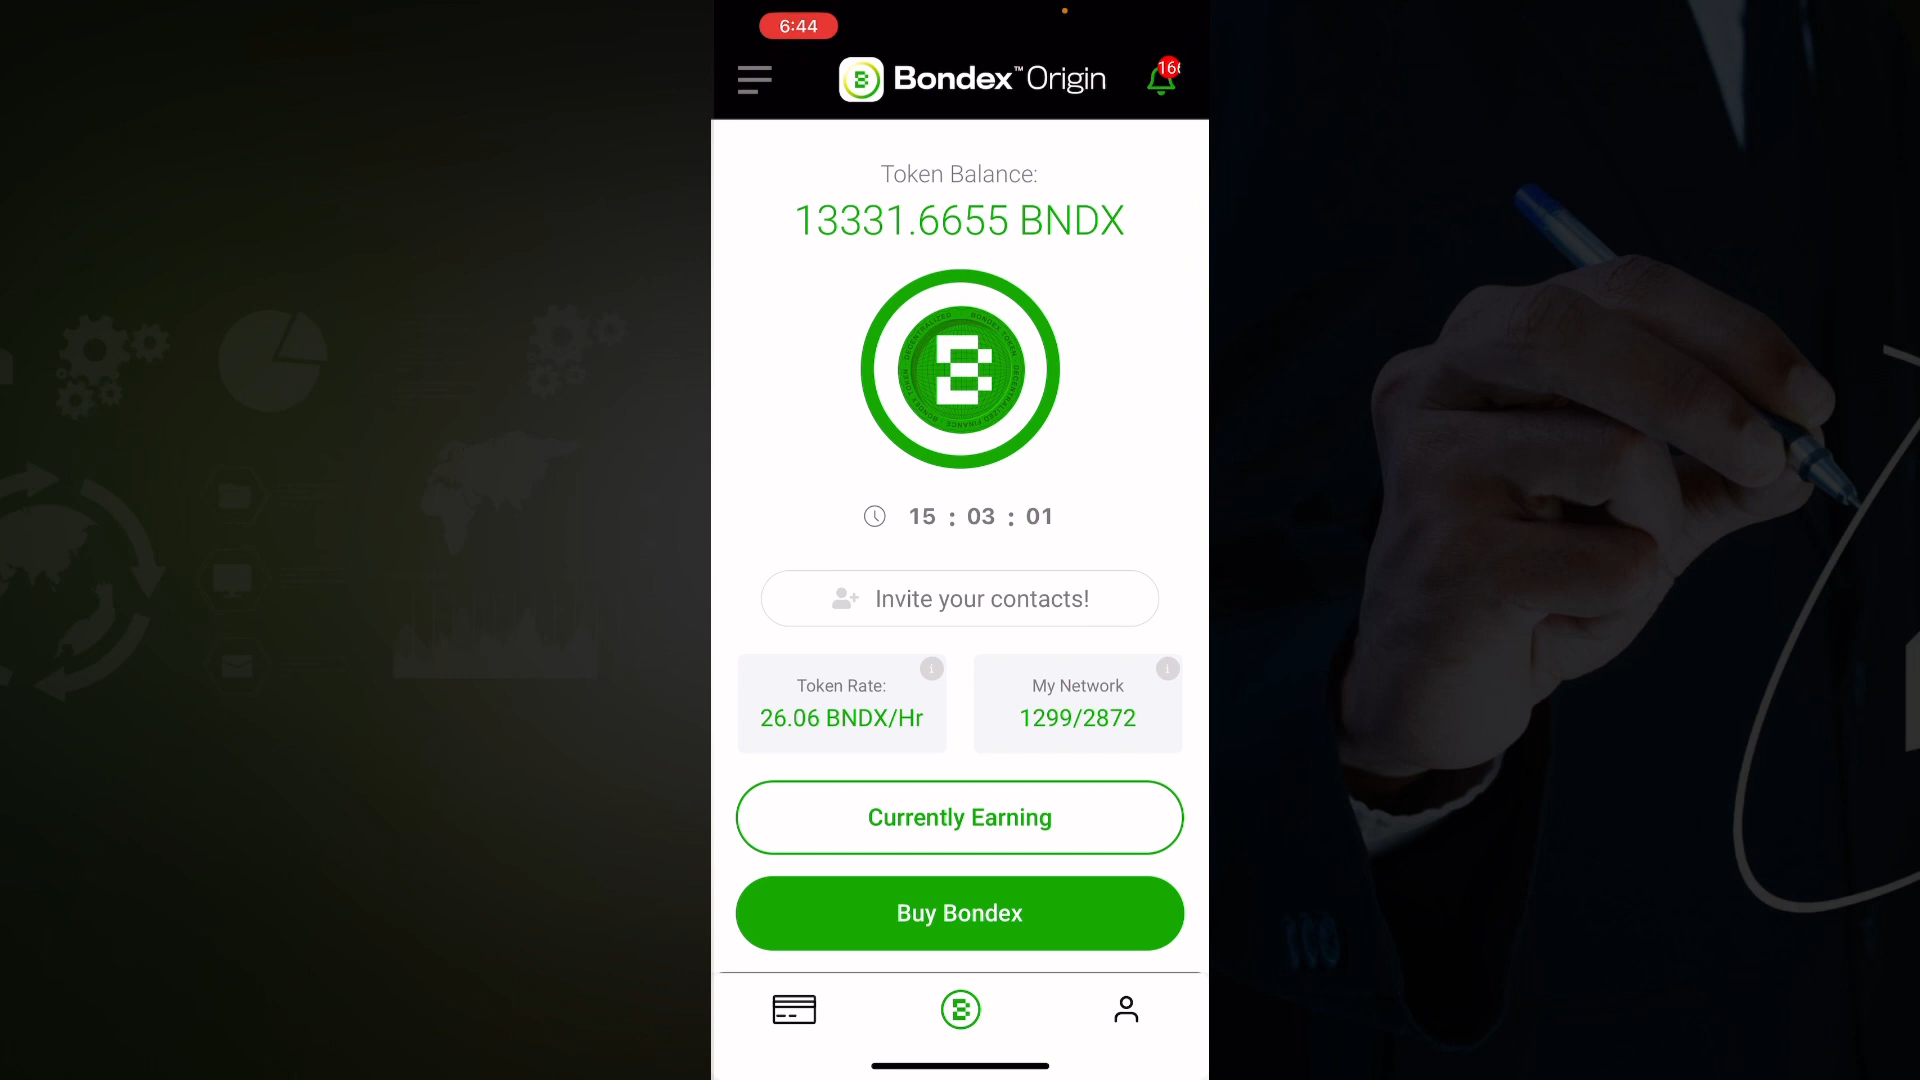 6:44
Bondex™ Origin
Token Balance:
13331.6655 BNDX
15 : 03 : 01
Invite your contacts!
Token Rate:
26.06 BNDX/Hr
My Network
1299/2872
Currently Earning
Buy Bondex